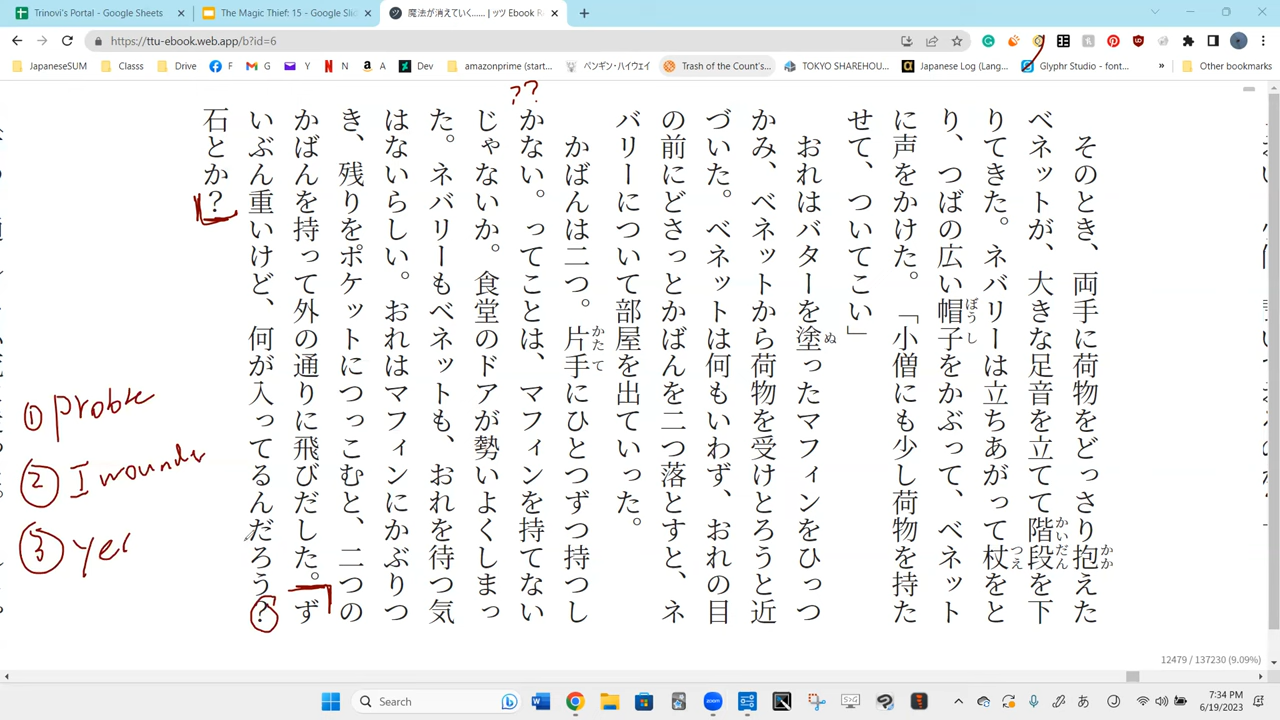 Trinovi's Portal - Google Sheets
The Magic Thief: 15 - Google Slid
魔法が消えていく…… | ッツ Ebook R
https://ttu-ebook.web.app/b?id=6
JapaneseSUM
Classs
Drive
F
G
Y
N
A
Dev
amazonprime (start...
ペンギン・ハイウェイ
Trash of the Count's...
TOKYO SHAREHOU...
Japanese Log (Lang...
Glyphr Studio - font...
Other bookmarks
??
そのとき、両手に荷物をどっさり抱えた
ベネットが、大きな足音を立てて階段を下
りてきた。ネバリーは立ちあがって杖をと
り、つばの広い帽子をかぶって、ベネット
に声をかけた。「小僧にも少し荷物を持た
せて、ついてこい」
おれはバターを塗ったマフィンをひっつ
かみ、ベネットから荷物を受けとろうと近
づいた。ベネットは何もいわず、おれの目
の前にどさっとかばんを二つ落とすと、ネ
バリーについて部屋を出ていった。
かばんは二つ。片手にひとつずつ持つし
かない。ってことは、マフィンを持てない
じゃないか。食堂のドアが勢いよくしまっ
た。ネバリーもベネットも、おれを待つ気
はないらしい。おれはマフィンにかぶりつ
き、残りをポケットにつっこむと、二つの
かばんを持って外の通りに飛びだした。ず
いぶん重いけど、何が入ってるんだろう?
石とか?
かか
かいだん
つえ
ぼうし
ぬ
かたて
① proble
② I wounder
③ yes
12479 / 137230 (9.09%)
Search
7:34 PM
6/19/2023